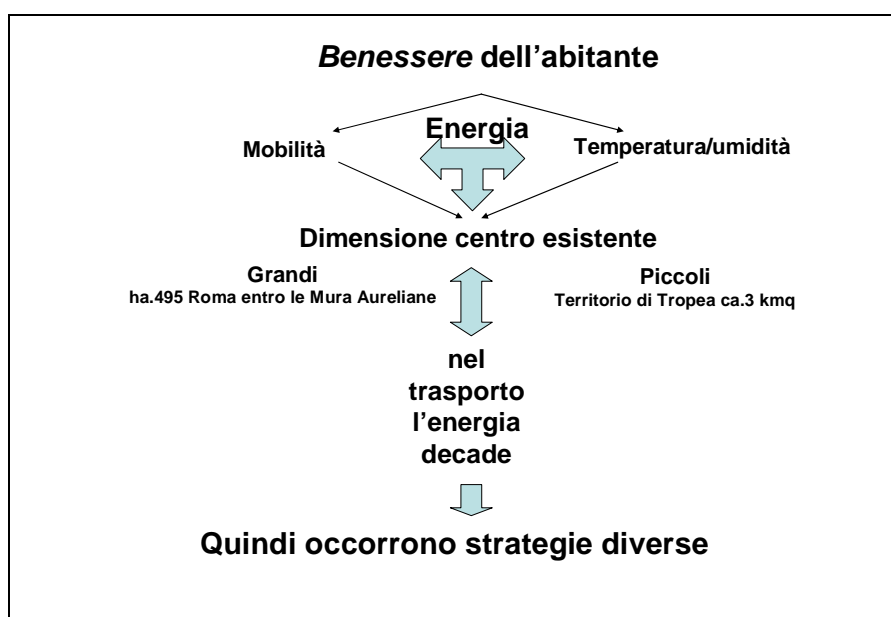 Benessere dell’abitante
Energia
Mobilità
Temperatura/umidità
Dimensione centro esistente
Grandi
ha.495 Roma entro le Mura Aureliane
Piccoli
Territorio di Tropea ca.3 kmq
nel
trasporto
l’energia
decade
Quindi occorrono strategie diverse